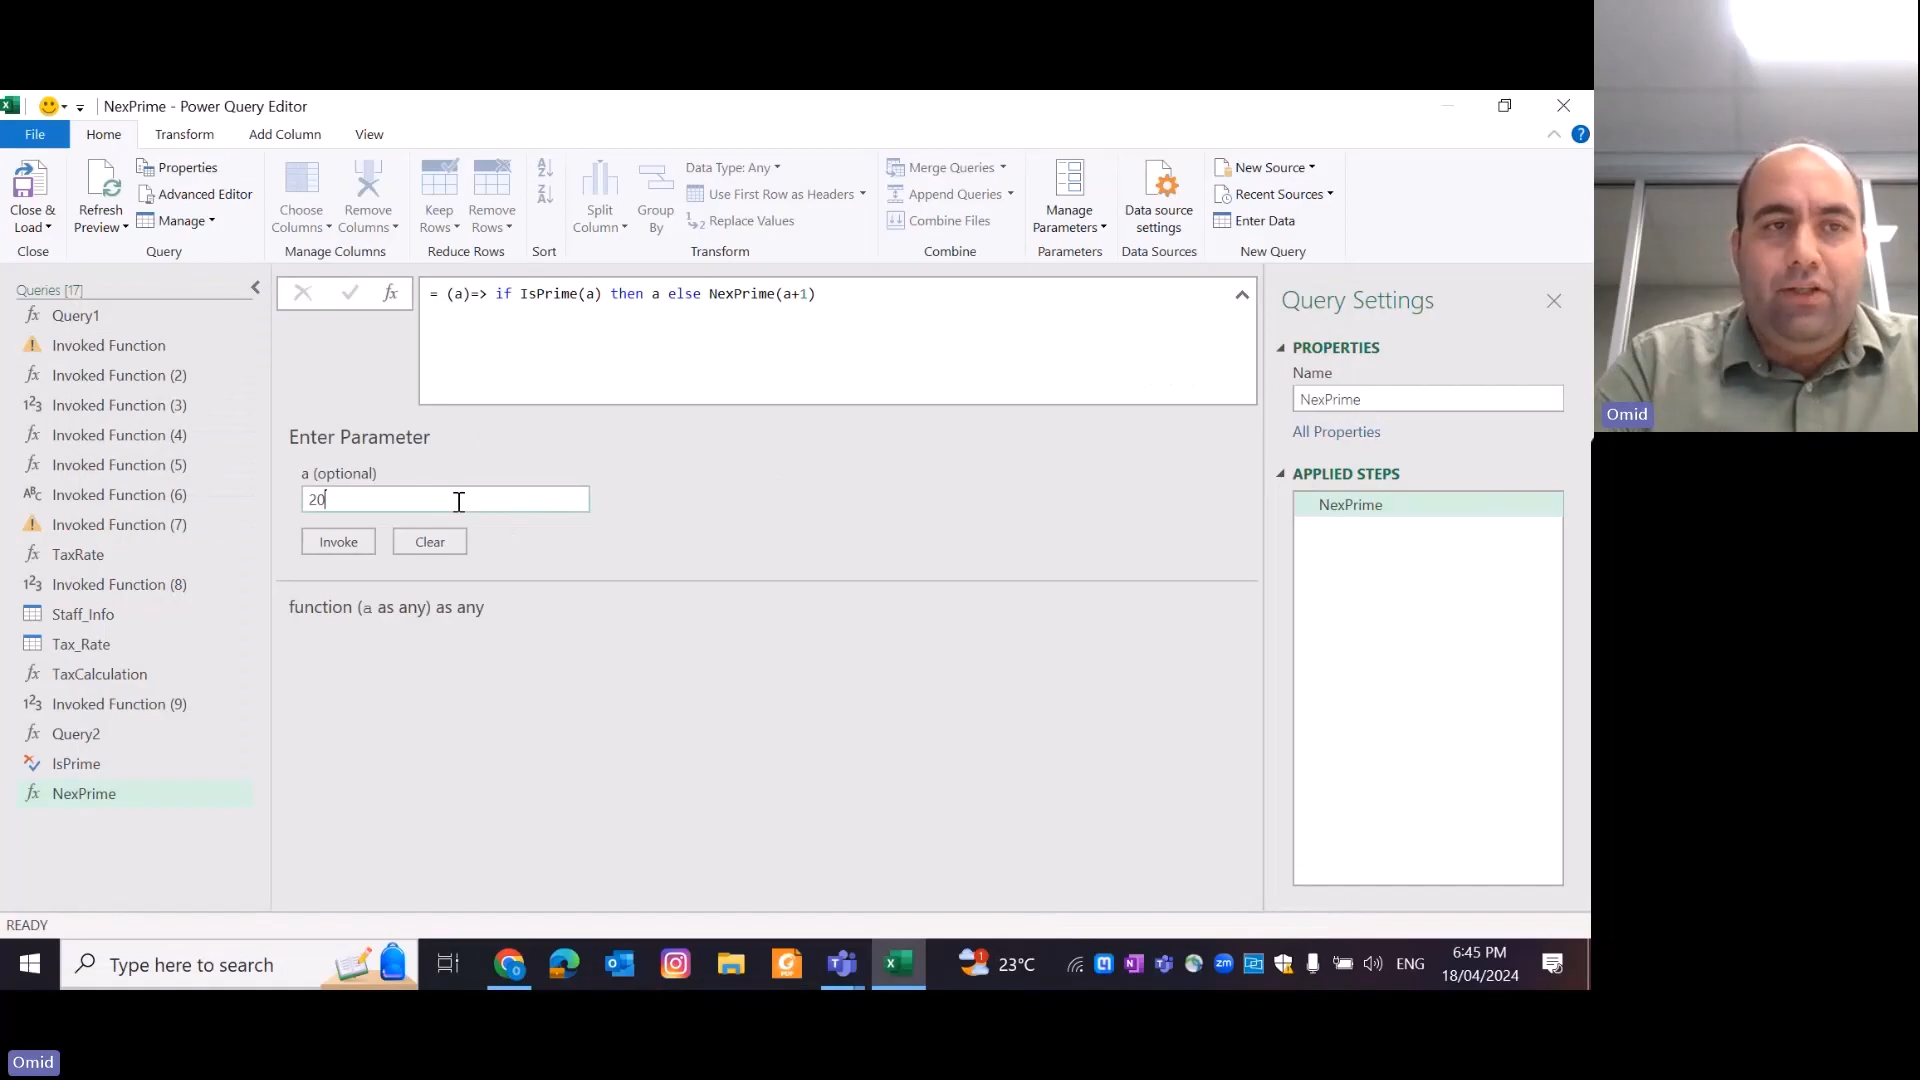 NexPrime - Power Query Editor
File
Home
Transform
Add Column
View
Close &
Load
Refresh
Preview
Properties
Advanced Editor
Manage
Choose
Columns
Remove
Columns
Keep
Rows
Remove
Rows
Split
Column
Group
By
Data Type: Any
Use First Row as Headers
Replace Values
Merge Queries
Append Queries
Combine Files
Manage
Parameters
Data source
settings
New Source
Recent Sources
Enter Data
Close
Query
Manage Columns
Reduce Rows
Sort
Transform
Combine
Parameters
Data Sources
New Query
Queries [17]
Query1
Invoked Function
Invoked Function (2)
Invoked Function (3)
Invoked Function (4)
Invoked Function (5)
Invoked Function (6)
Invoked Function (7)
TaxRate
Invoked Function (8)
Staff_Info
Tax_Rate
TaxCalculation
Invoked Function (9)
Query2
IsPrime
NexPrime
= (a)=> if IsPrime(a) then a else NexPrime(a+1)
Enter Parameter
a (optional)
20
Invoke
Clear
function (a as any) as any
Query Settings
PROPERTIES
Name
NexPrime
All Properties
APPLIED STEPS
NexPrime
Omid
READY
Type here to search
23°C
ENG
6:45 PM
18/04/2024
Omid